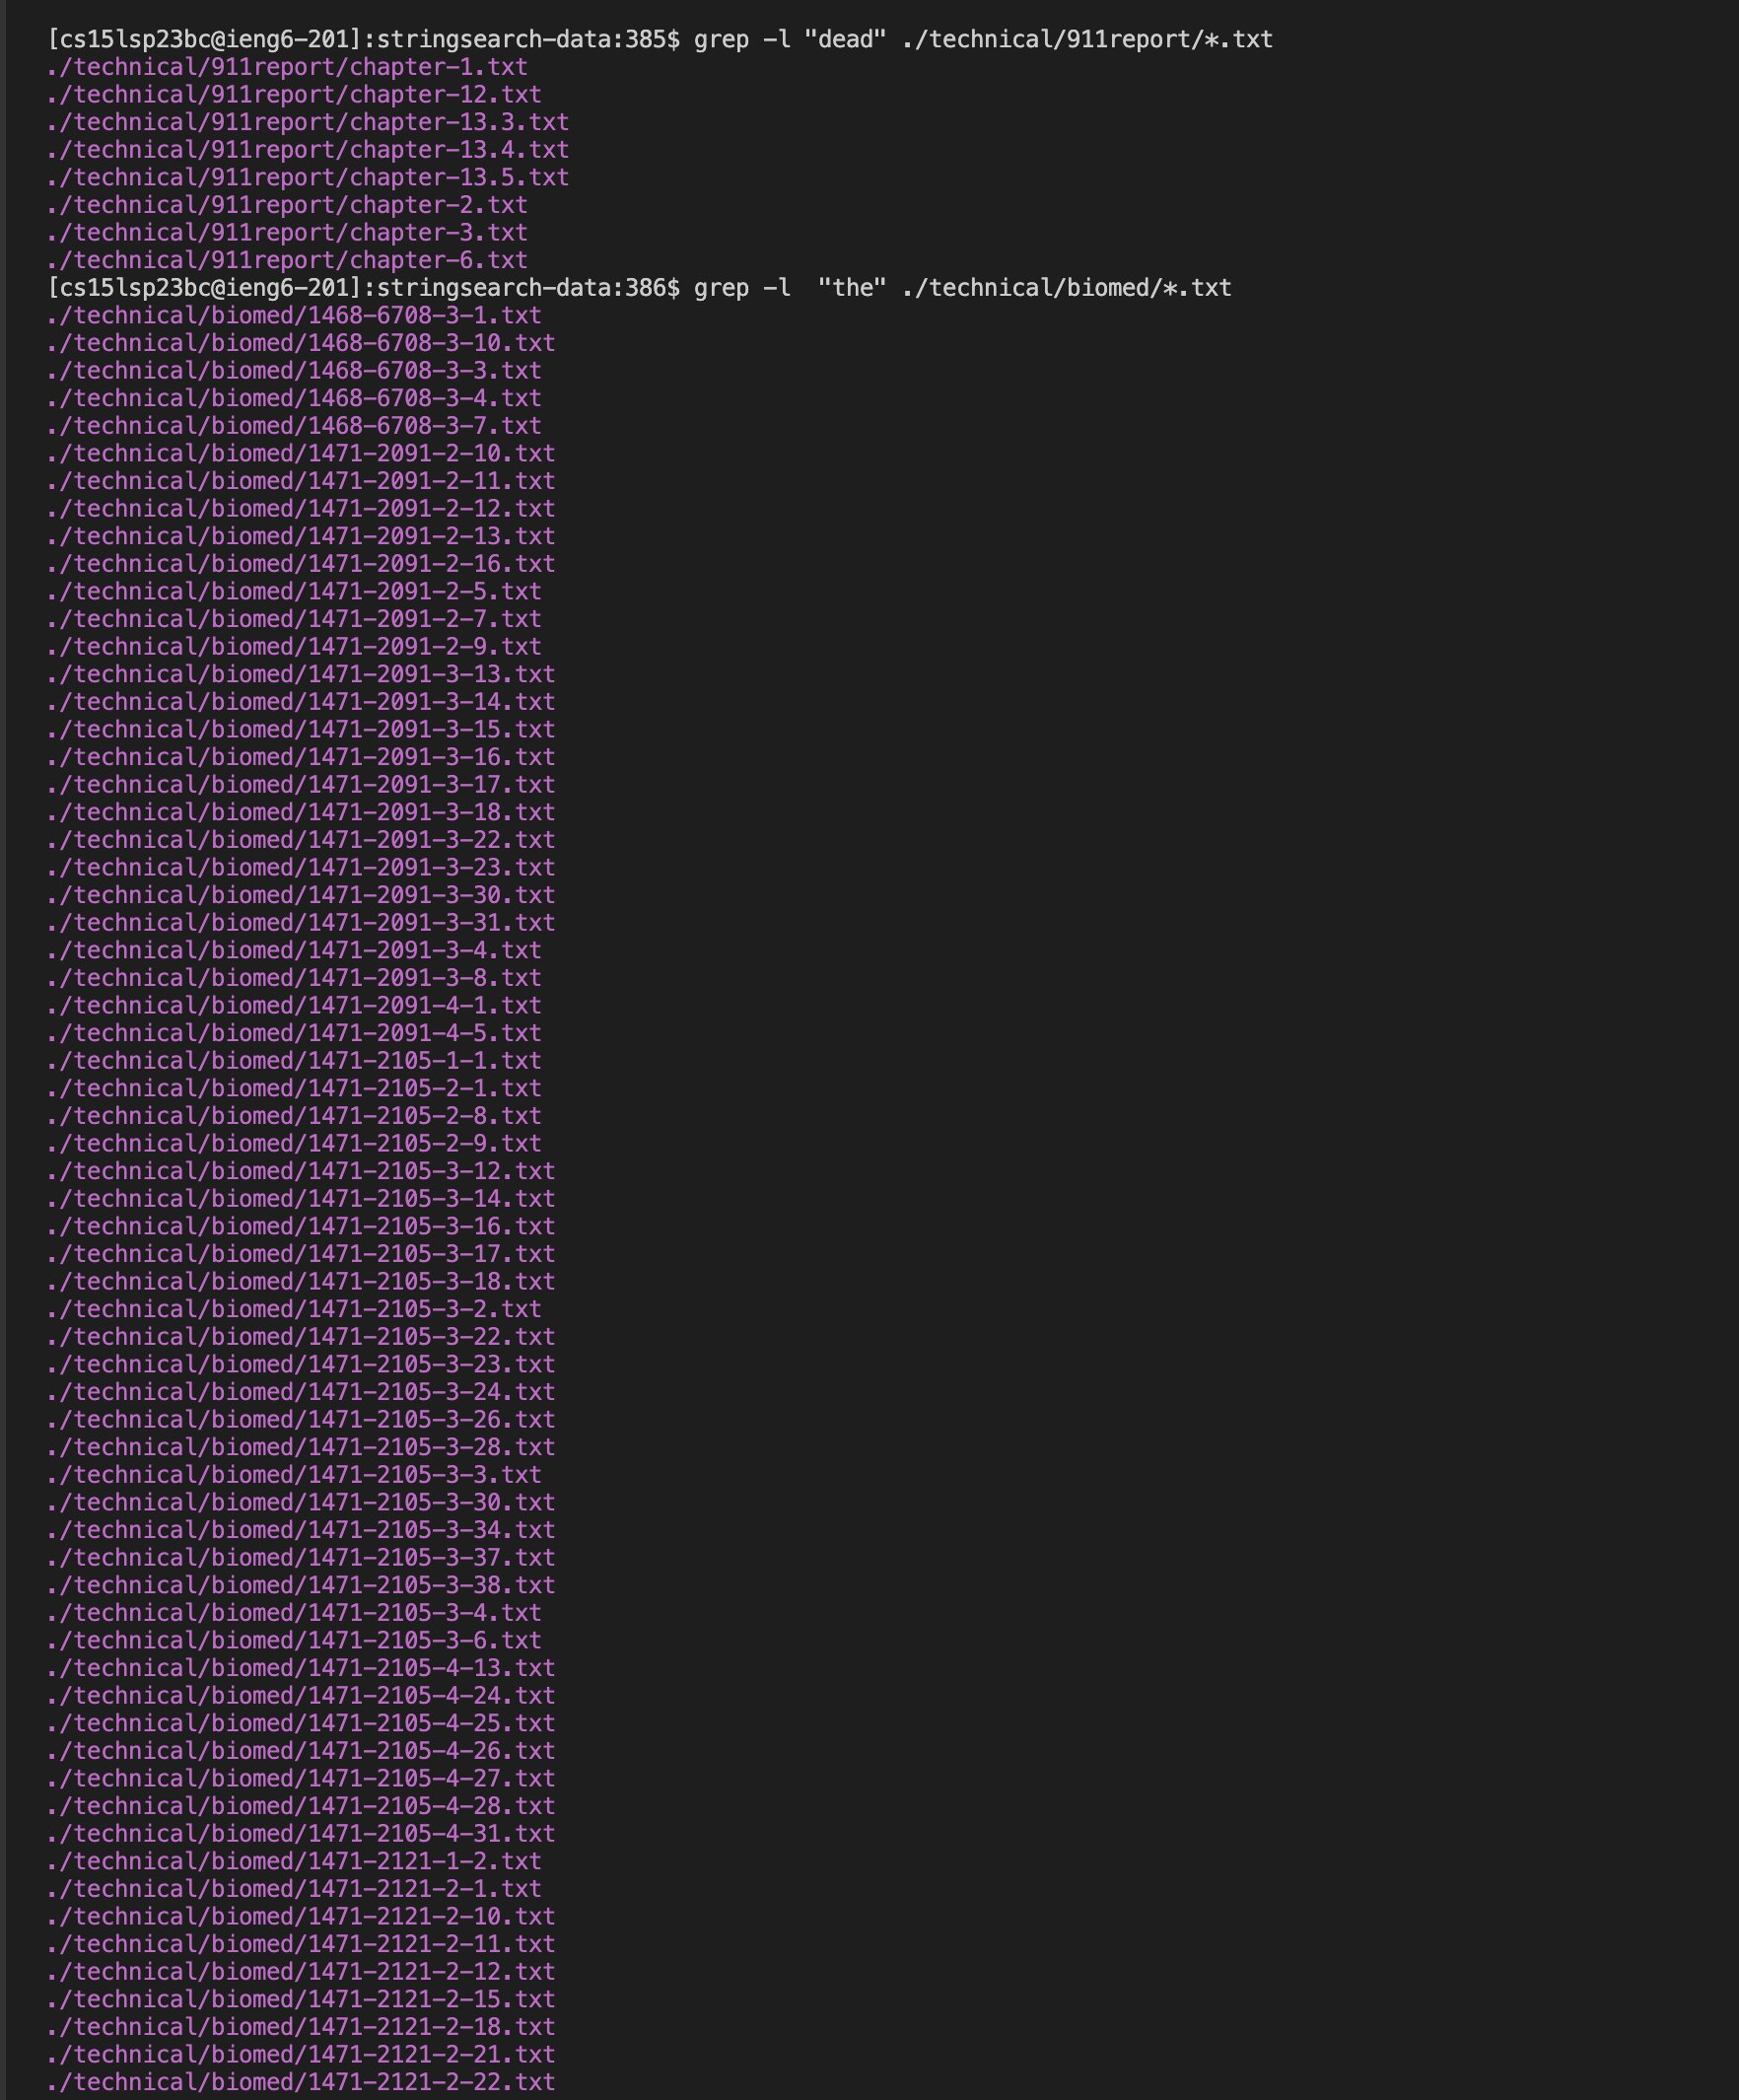 [cs15lsp23bc@ieng6-201]:stringsearch-data:385$ grep -l "dead" ./technical/911report/*.txt
./technical/911report/chapter-1.txt
./technical/911report/chapter-12.txt
./technical/911report/chapter-13.3.txt
./technical/911report/chapter-13.4.txt
./technical/911report/chapter-13.5.txt
./technical/911report/chapter-2.txt
./technical/911report/chapter-3.txt
./technical/911report/chapter-6.txt
[cs15lsp23bc@ieng6-201]:stringsearch-data:386$ grep -l  "the" ./technical/biomed/*.txt
./technical/biomed/1468-6708-3-1.txt
./technical/biomed/1468-6708-3-10.txt
./technical/biomed/1468-6708-3-3.txt
./technical/biomed/1468-6708-3-4.txt
./technical/biomed/1468-6708-3-7.txt
./technical/biomed/1471-2091-2-10.txt
./technical/biomed/1471-2091-2-11.txt
./technical/biomed/1471-2091-2-12.txt
./technical/biomed/1471-2091-2-13.txt
./technical/biomed/1471-2091-2-16.txt
./technical/biomed/1471-2091-2-5.txt
./technical/biomed/1471-2091-2-7.txt
./technical/biomed/1471-2091-2-9.txt
./technical/biomed/1471-2091-3-13.txt
./technical/biomed/1471-2091-3-14.txt
./technical/biomed/1471-2091-3-15.txt
./technical/biomed/1471-2091-3-16.txt
./technical/biomed/1471-2091-3-17.txt
./technical/biomed/1471-2091-3-18.txt
./technical/biomed/1471-2091-3-22.txt
./technical/biomed/1471-2091-3-23.txt
./technical/biomed/1471-2091-3-30.txt
./technical/biomed/1471-2091-3-31.txt
./technical/biomed/1471-2091-3-4.txt
./technical/biomed/1471-2091-3-8.txt
./technical/biomed/1471-2091-4-1.txt
./technical/biomed/1471-2091-4-5.txt
./technical/biomed/1471-2105-1-1.txt
./technical/biomed/1471-2105-2-1.txt
./technical/biomed/1471-2105-2-8.txt
./technical/biomed/1471-2105-2-9.txt
./technical/biomed/1471-2105-3-12.txt
./technical/biomed/1471-2105-3-14.txt
./technical/biomed/1471-2105-3-16.txt
./technical/biomed/1471-2105-3-17.txt
./technical/biomed/1471-2105-3-18.txt
./technical/biomed/1471-2105-3-2.txt
./technical/biomed/1471-2105-3-22.txt
./technical/biomed/1471-2105-3-23.txt
./technical/biomed/1471-2105-3-24.txt
./technical/biomed/1471-2105-3-26.txt
./technical/biomed/1471-2105-3-28.txt
./technical/biomed/1471-2105-3-3.txt
./technical/biomed/1471-2105-3-30.txt
./technical/biomed/1471-2105-3-34.txt
./technical/biomed/1471-2105-3-37.txt
./technical/biomed/1471-2105-3-38.txt
./technical/biomed/1471-2105-3-4.txt
./technical/biomed/1471-2105-3-6.txt
./technical/biomed/1471-2105-4-13.txt
./technical/biomed/1471-2105-4-24.txt
./technical/biomed/1471-2105-4-25.txt
./technical/biomed/1471-2105-4-26.txt
./technical/biomed/1471-2105-4-27.txt
./technical/biomed/1471-2105-4-28.txt
./technical/biomed/1471-2105-4-31.txt
./technical/biomed/1471-2121-1-2.txt
./technical/biomed/1471-2121-2-1.txt
./technical/biomed/1471-2121-2-10.txt
./technical/biomed/1471-2121-2-11.txt
./technical/biomed/1471-2121-2-12.txt
./technical/biomed/1471-2121-2-15.txt
./technical/biomed/1471-2121-2-18.txt
./technical/biomed/1471-2121-2-21.txt
./technical/biomed/1471-2121-2-22.txt